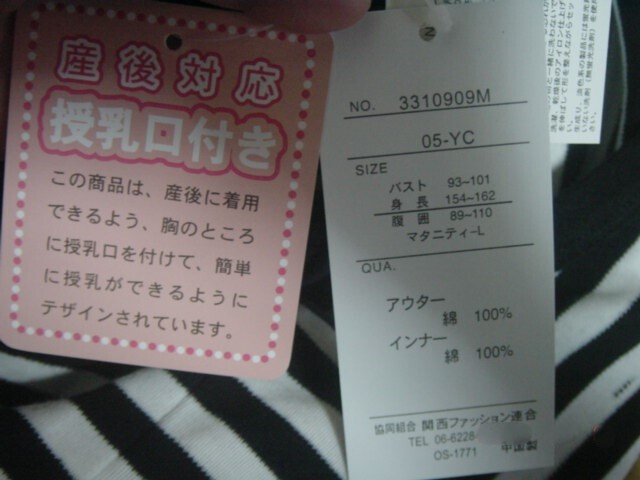 産後対応
授乳口付き
この商品は、産後に着用
できるよう、胸のところ
に授乳口を付けて、簡単
に授乳ができるように
デザインされています。
NO. 3310909M
05-YC
SIZE
バスト 93~101
身長 154~162
腹囲 89~110
マタニティ-L
QUA.
アウター
綿 100%
インナー
綿 100%
協同組合 関西ファッション連合
TEL 06-6228-
OS-1771 中国製